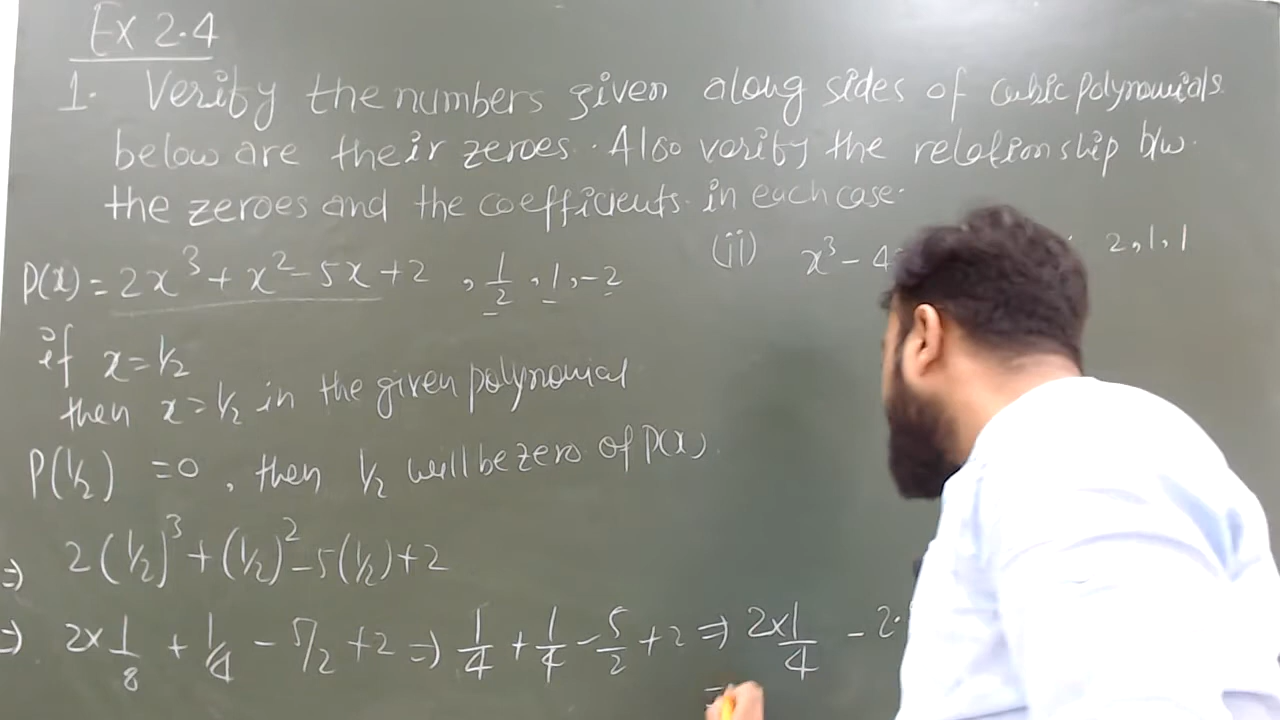 Ex 2.4
1. Verify the numbers given along sides of cubic polynomials
below are their zeroes. Also verify the relationship b/w.
the zeroes and the coefficients in each case.
P(x) = 2x³ + x² - 5x + 2 , 1/2 , 1, -2
(ii) x³ - 4 2, 1, 1
if x = 1/2
then x = 1/2 in the given polynomial
P(1/2) = 0 , then 1/2 will be zero of P(x).
⇒ 2(1/2)³ + (1/2)² - 5(1/2) + 2
⇒ 2×1/8 + 1/4 - 5/2 + 2 ⇒ 1/4 + 1/4 - 5/2 + 2 ⇒ 2×1/4 - 2.